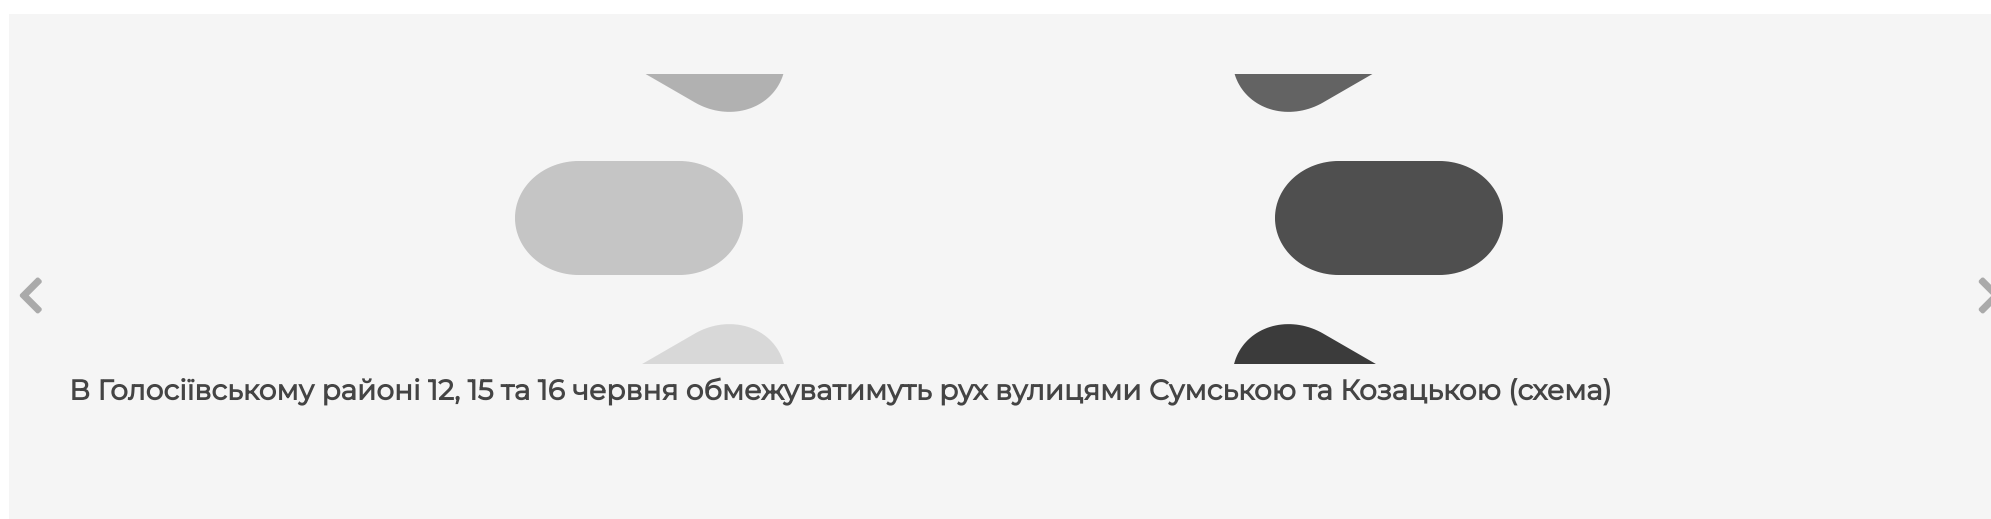 В Голосіївському районі 12, 15 та 16 червня обмежуватимуть рух вулицями Сумською та Козацькою (схема)